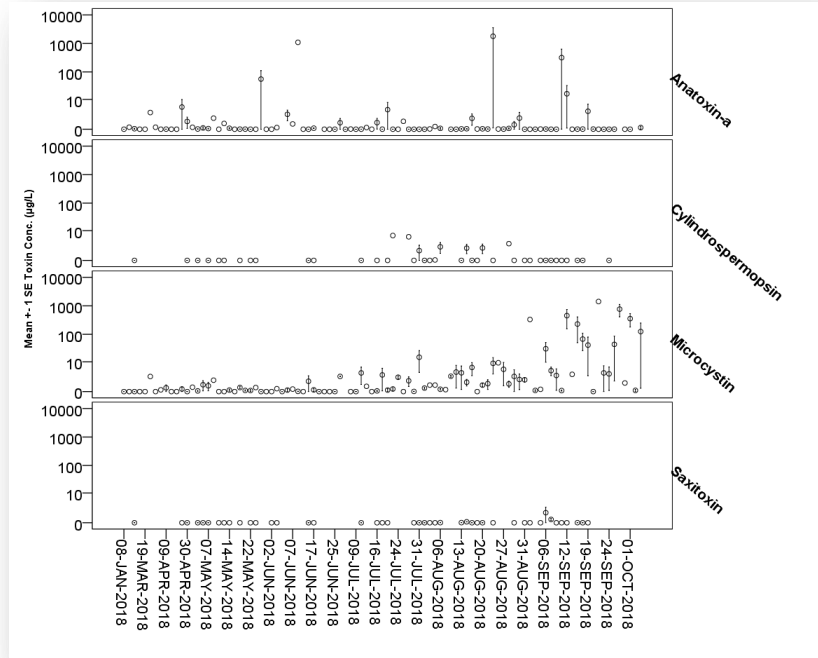 Mean +- 1 SE Toxin Conc. (µg/L)
10000
1000
100
10
0
Anatoxin-a
10000
1000
100
10
0
Cylindrospermopsin
10000
1000
100
10
0
Microcystin
10000
1000
100
10
0
Saxitoxin
08-JAN-2018
19-MAR-2018
09-APR-2018
30-APR-2018
07-MAY-2018
14-MAY-2018
22-MAY-2018
02-JUN-2018
07-JUN-2018
17-JUN-2018
25-JUN-2018
09-JUL-2018
16-JUL-2018
24-JUL-2018
31-JUL-2018
06-AUG-2018
13-AUG-2018
20-AUG-2018
27-AUG-2018
31-AUG-2018
06-SEP-2018
12-SEP-2018
19-SEP-2018
24-SEP-2018
01-OCT-2018